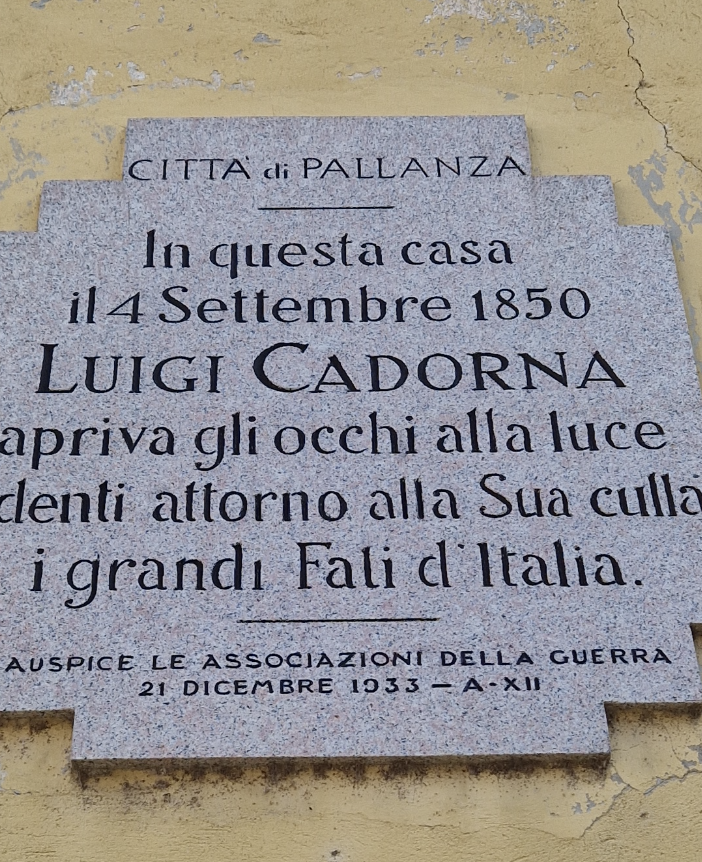 CITTA' di PALLANZA
In questa casa
il 4 Settembre 1850
LUIGI CADORNA
apriva gli occhi alla luce
denti attorno alla Sua culla
i grandi Fati d'Italia.
AUSPICE LE ASSOCIAZIONI DELLA GUERRA
21 DICEMBRE 1933 – A-XII